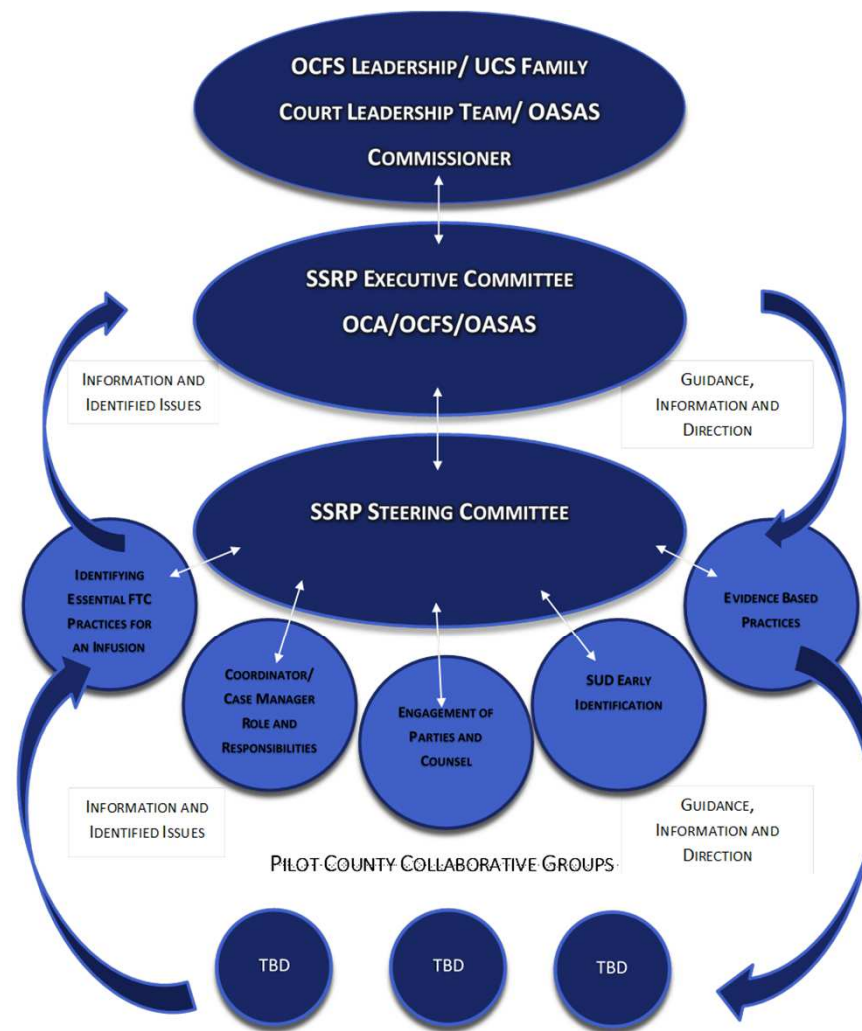 OCFS LEADERSHIP/ UCS FAMILY
COURT LEADERSHIP TEAM/ OASAS
COMMISSIONER
SSRP EXECUTIVE COMMITTEE
OCA/OCFS/OASAS
INFORMATION AND
IDENTIFIED ISSUES
GUIDANCE,
INFORMATION AND
DIRECTION
SSRP STEERING COMMITTEE
IDENTIFYING
ESSENTIAL FTC
PRACTICES FOR
AN INFUSION
COORDINATOR/
CASE MANAGER
ROLE AND
RESPONSIBILITIES
ENGAGEMENT OF
PARTIES AND
COUNSEL
SUD EARLY
IDENTIFICATION
EVIDENCE BASED
PRACTICES
INFORMATION AND
IDENTIFIED ISSUES
GUIDANCE,
INFORMATION AND
DIRECTION
PILOT COUNTY COLLABORATIVE GROUPS
TBD
TBD
TBD